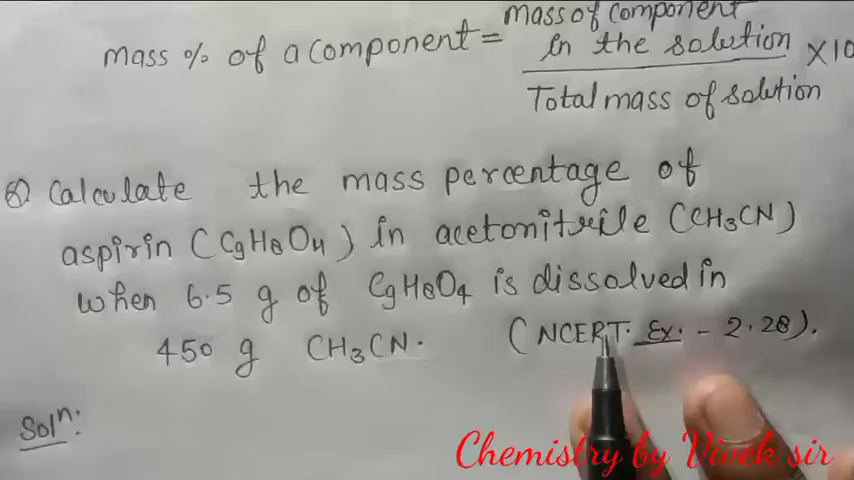 mass of component
mass % of a component = in the solution × 10
Total mass of solution
Q) Calculate the mass percentage of
aspirin (C9H8O4) in acetonitrile (CH3CN)
when 6.5 g of C9H8O4 is dissolved in
450 g CH3CN. (NCERT. Ex. - 2.28).
Solⁿ:
Chemistry by Vivek sir